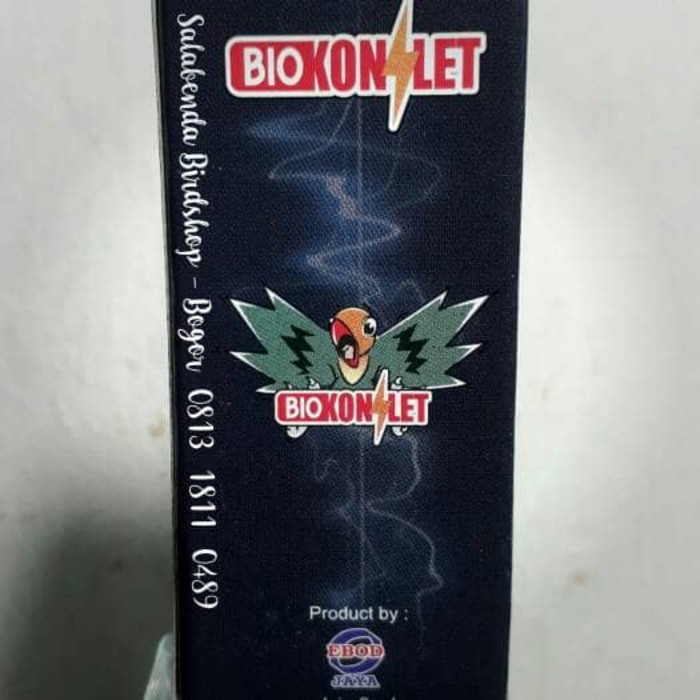 BIOKONSLET
Salabenda Birdshop - Bogor 0813 1811 0489
BIOKONSLET
Product by :
EBOD
JAYA